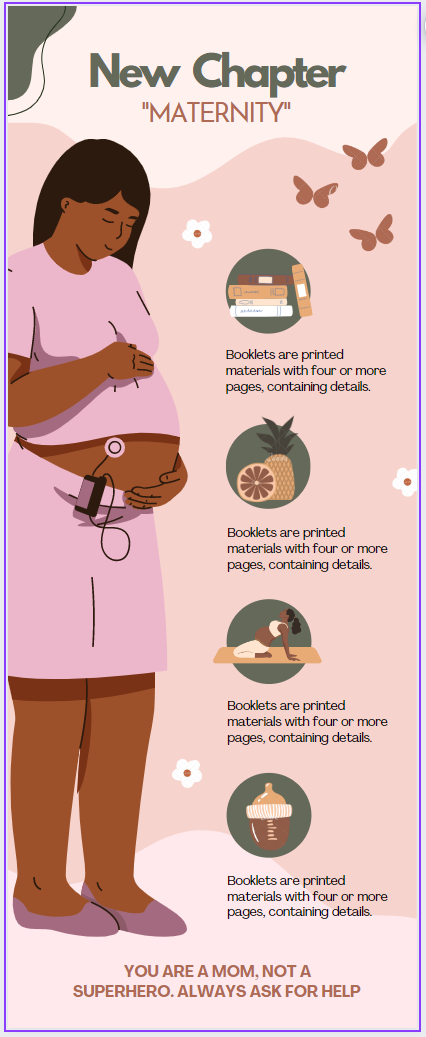 New Chapter
"MATERNITY"
Booklets are printed
materials with four or more
pages, containing details.
Booklets are printed
materials with four or more
pages, containing details.
Booklets are printed
materials with four or more
pages, containing details.
Booklets are printed
materials with four or more
pages, containing details.
YOU ARE A MOM, NOT A
SUPERHERO. ALWAYS ASK FOR HELP